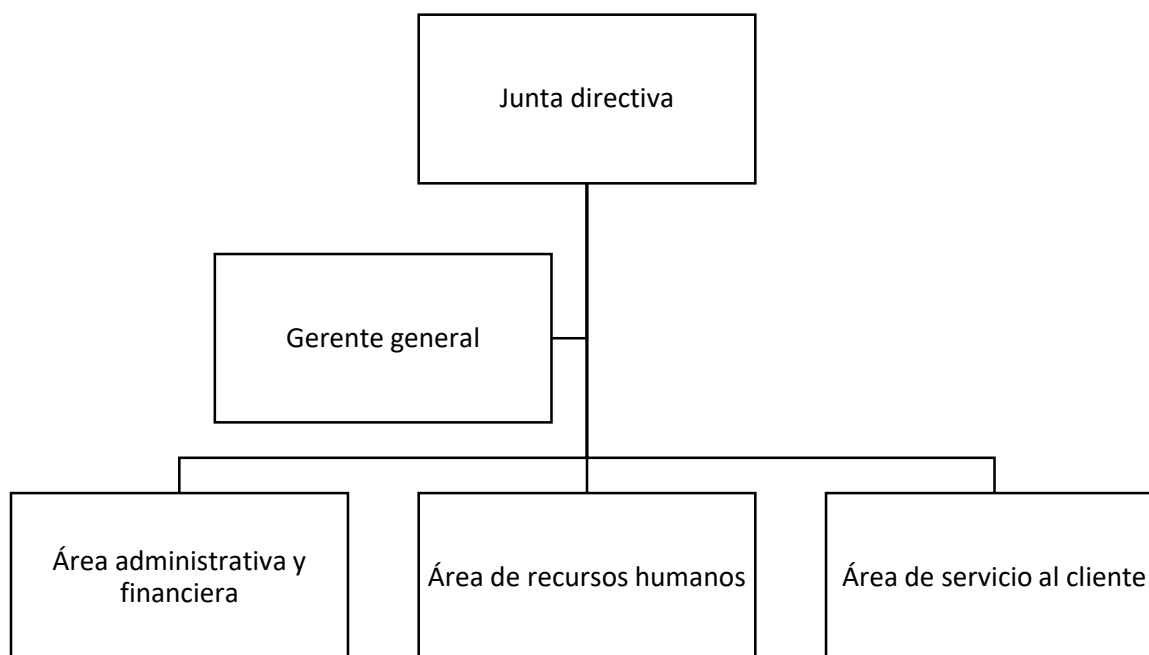 Junta directiva
Gerente general
Área administrativa y
financiera
Área de recursos humanos
Área de servicio al cliente